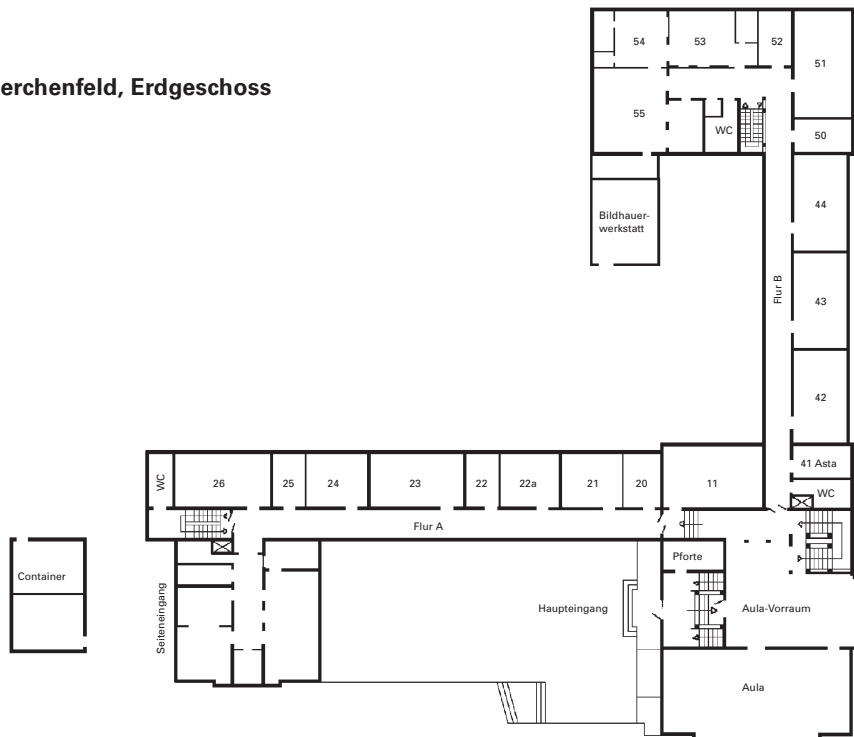 erchenfeld, Erdgeschoss
54
53
52
51
55
WC
50
Bildhauer-
werkstatt
44
Flur B
43
42
41 Asta
WC
WC
26
25
24
23
22
22a
21
20
11
Flur A
Pforte
Container
Seiteneingang
Haupteingang
Aula-Vorraum
Aula